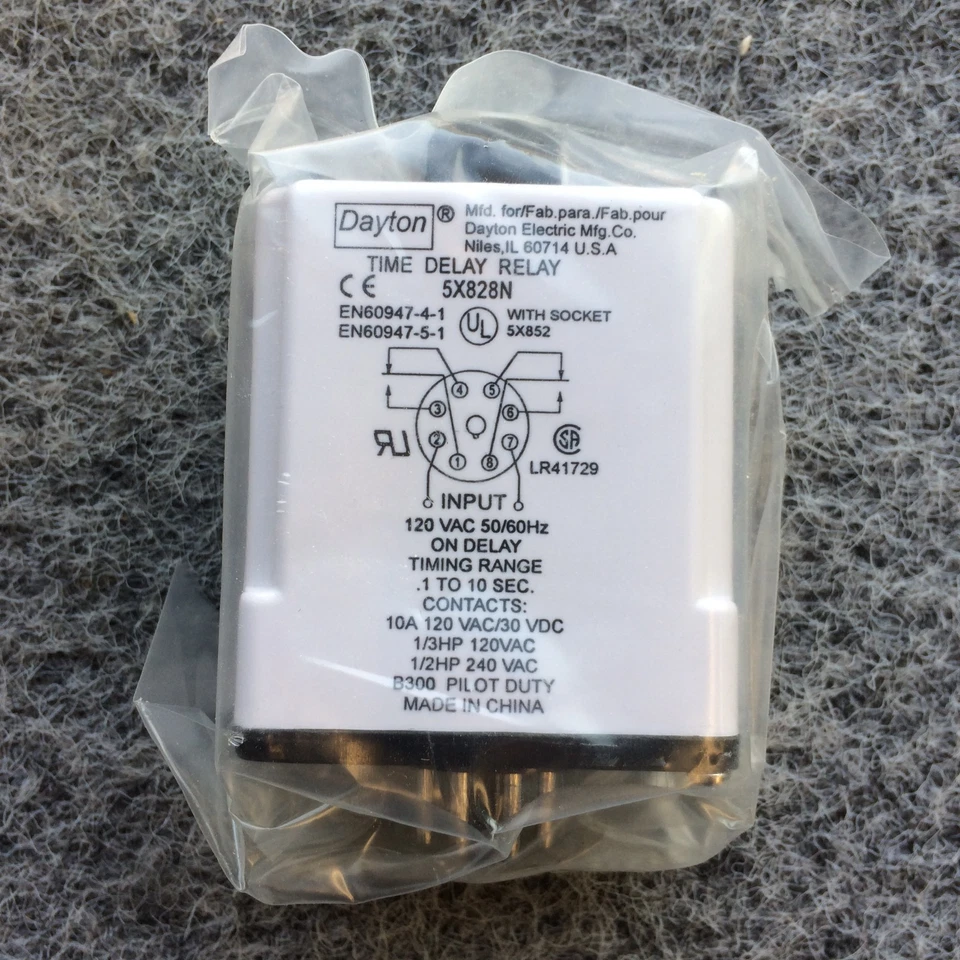 Dayton® Mfd. for/Fab.para./Fab.pour
Dayton Electric Mfg.Co.
Niles,IL 60714 U.S.A
TIME DELAY RELAY
CE 5X828N
EN60947-4-1
EN60947-5-1
UL WITH SOCKET
5X852
4 5
3 6
2 7
1 8
UR
SA
LR41729
INPUT
120 VAC 50/60Hz
ON DELAY
TIMING RANGE
.1 TO 10 SEC.
CONTACTS:
10A 120 VAC/30 VDC
1/3HP 120VAC
1/2HP 240 VAC
B300 PILOT DUTY
MADE IN CHINA